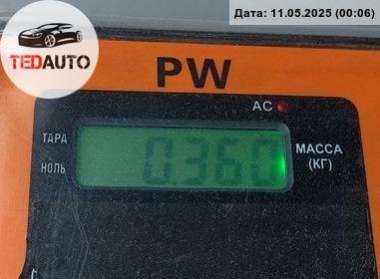 Дата: 11.05.2025 (00:06)
TEDAUTO
PW
AC
ТАРА
НОЛЬ
0.360
МАССА
(КГ)